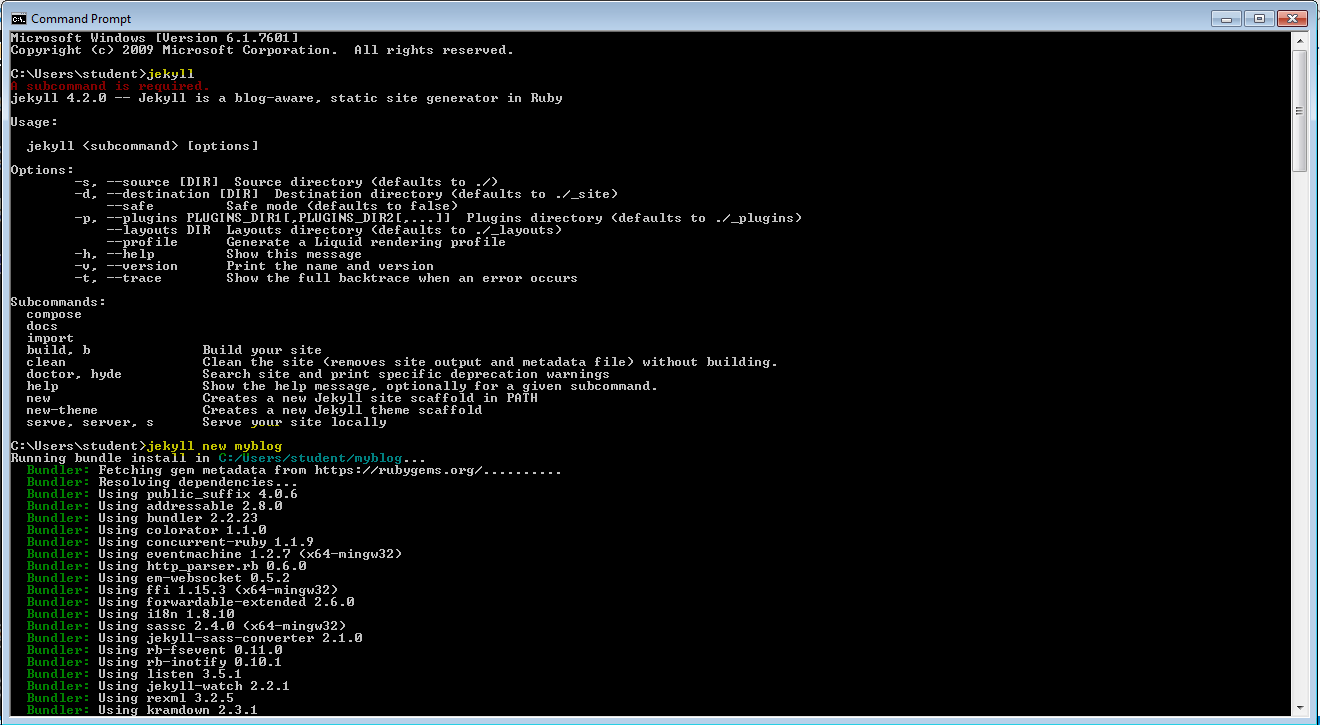 Command Prompt
Microsoft Windows [Version 6.1.7601]
Copyright (c) 2009 Microsoft Corporation.  All rights reserved.
C:\Users\student>jekyll
A subcommand is required.
jekyll 4.2.0 -- Jekyll is a blog-aware, static site generator in Ruby
Usage:
  jekyll <subcommand> [options]
Options:
        -s, --source [DIR]  Source directory (defaults to ./)
        -d, --destination [DIR]  Destination directory (defaults to ./_site)
            --safe         Safe mode (defaults to false)
        -p, --plugins PLUGINS_DIR1[,PLUGINS_DIR2[,...]]  Plugins directory (defaults to ./_plugins)
            --layouts DIR  Layouts directory (defaults to ./_layouts)
            --profile      Generate a Liquid rendering profile
        -h, --help         Show this message
        -v, --version      Print the name and version
        -t, --trace        Show the full backtrace when an error occurs
Subcommands:
  compose
  docs
  import
  build, b              Build your site
  clean                 Clean the site (removes site output and metadata file) without building.
  doctor, hyde          Search site and print specific deprecation warnings
  help                  Show the help message, optionally for a given subcommand.
  new                   Creates a new Jekyll site scaffold in PATH
  new-theme             Creates a new Jekyll theme scaffold
  serve, server, s      Serve your site locally
C:\Users\student>jekyll new myblog
Running bundle install in C:/Users/student/myblog...
  Bundler: Fetching gem metadata from https://rubygems.org/..........
  Bundler: Resolving dependencies...
  Bundler: Using public_suffix 4.0.6
  Bundler: Using addressable 2.8.0
  Bundler: Using bundler 2.2.23
  Bundler: Using colorator 1.1.0
  Bundler: Using concurrent-ruby 1.1.9
  Bundler: Using eventmachine 1.2.7 (x64-mingw32)
  Bundler: Using http_parser.rb 0.6.0
  Bundler: Using em-websocket 0.5.2
  Bundler: Using ffi 1.15.3 (x64-mingw32)
  Bundler: Using forwardable-extended 2.6.0
  Bundler: Using i18n 1.8.10
  Bundler: Using sassc 2.4.0 (x64-mingw32)
  Bundler: Using jekyll-sass-converter 2.1.0
  Bundler: Using rb-fsevent 0.11.0
  Bundler: Using rb-inotify 0.10.1
  Bundler: Using listen 3.5.1
  Bundler: Using jekyll-watch 2.2.1
  Bundler: Using rexml 3.2.5
  Bundler: Using kramdown 2.3.1